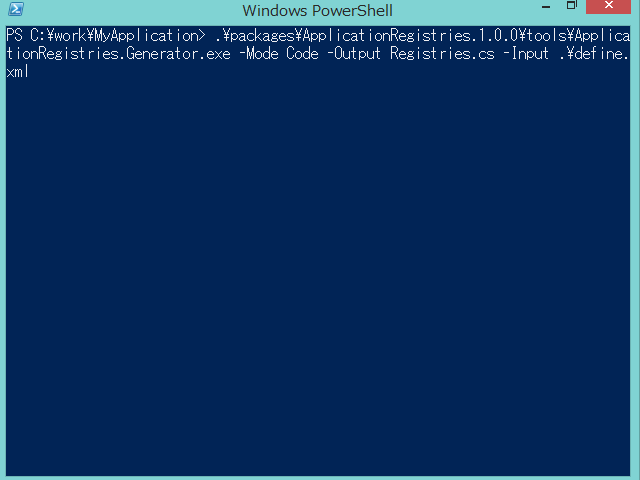 Windows PowerShell
PS C:¥work¥MyApplication> .¥packages¥ApplicationRegistries.1.0.0¥tools¥Applica
tionRegistries.Generator.exe -Mode Code -Output Registries.cs -Input .¥define.
xml